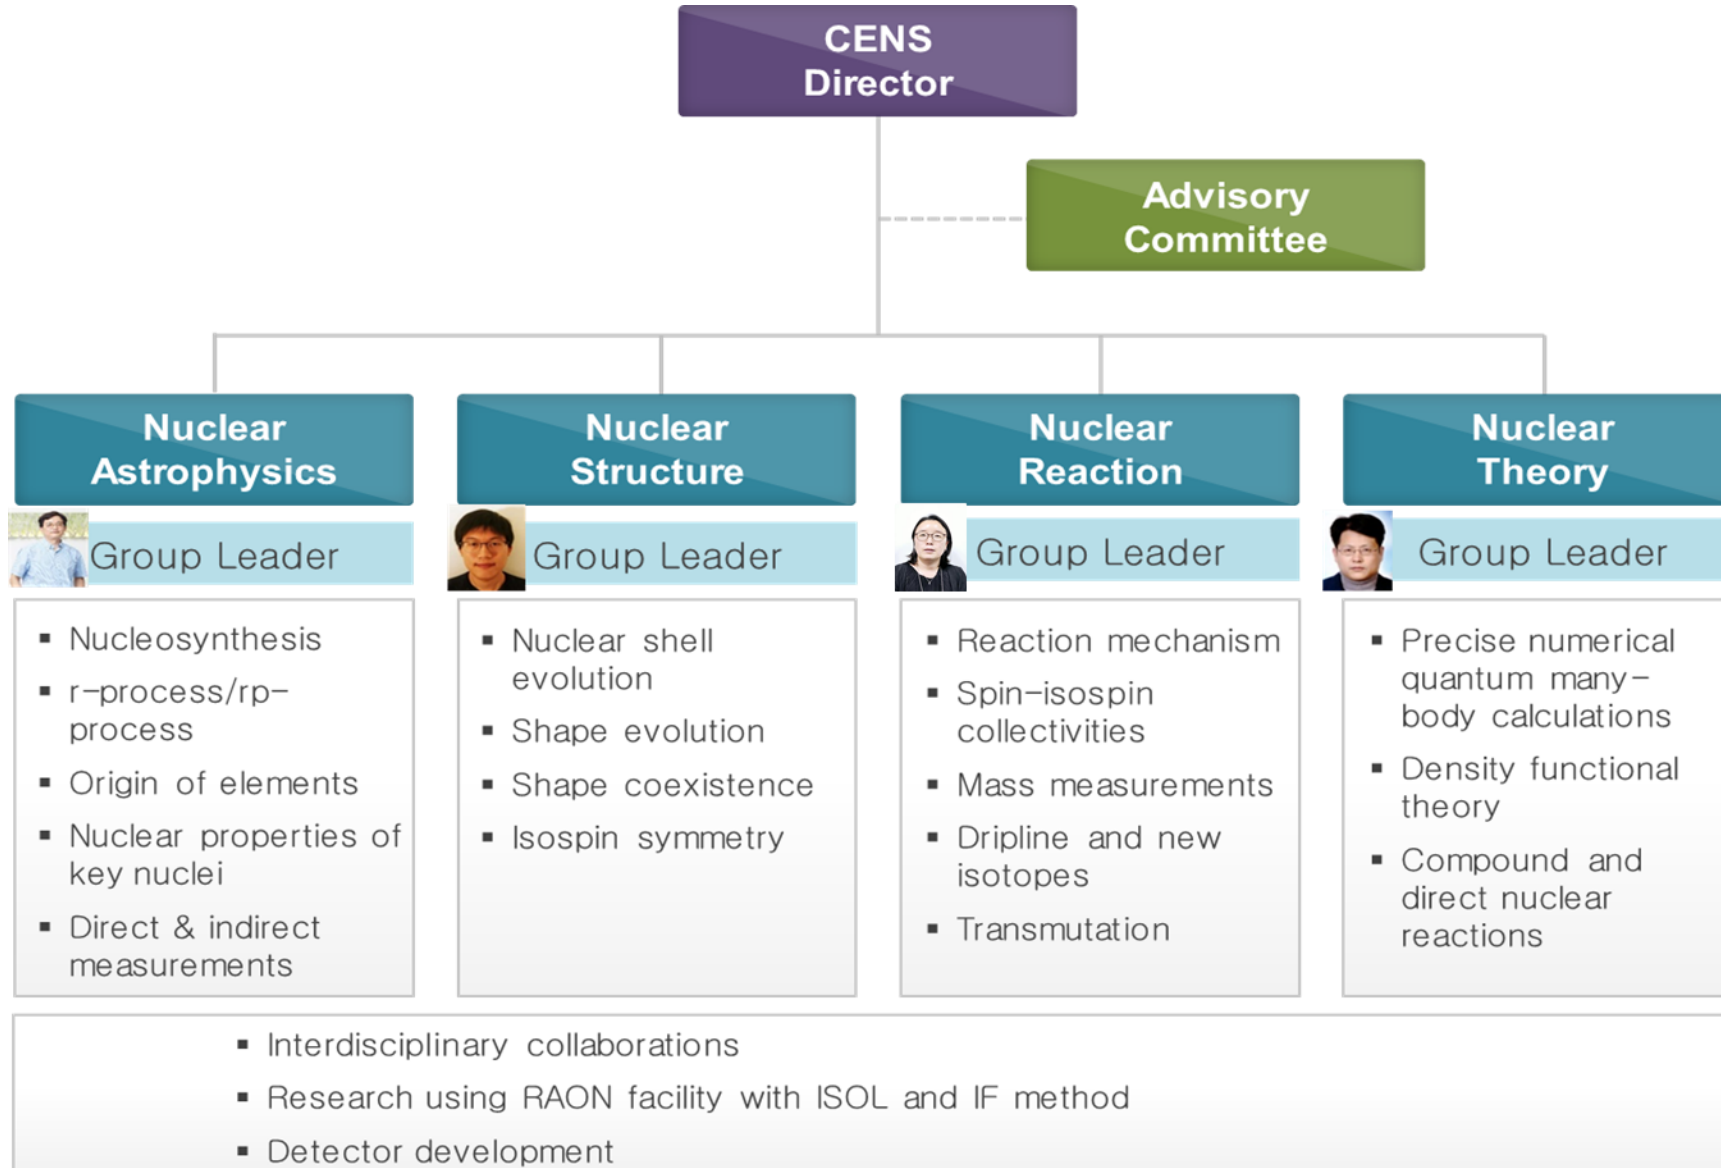 CENS
Director
Advisory
Committee
Nuclear
Astrophysics
Group Leader
▪ Nucleosynthesis
▪ r-process/rp-
process
▪ Origin of elements
▪ Nuclear properties of
key nuclei
▪ Direct & indirect
measurements
Nuclear
Structure
Group Leader
▪ Nuclear shell
evolution
▪ Shape evolution
▪ Shape coexistence
▪ Isospin symmetry
Nuclear
Reaction
Group Leader
▪ Reaction mechanism
▪ Spin-isospin
collectivities
▪ Mass measurements
▪ Dripline and new
isotopes
▪ Transmutation
Nuclear
Theory
Group Leader
▪ Precise numerical
quantum many-
body calculations
▪ Density functional
theory
▪ Compound and
direct nuclear
reactions
▪ Interdisciplinary collaborations
▪ Research using RAON facility with ISOL and IF method
▪ Detector development